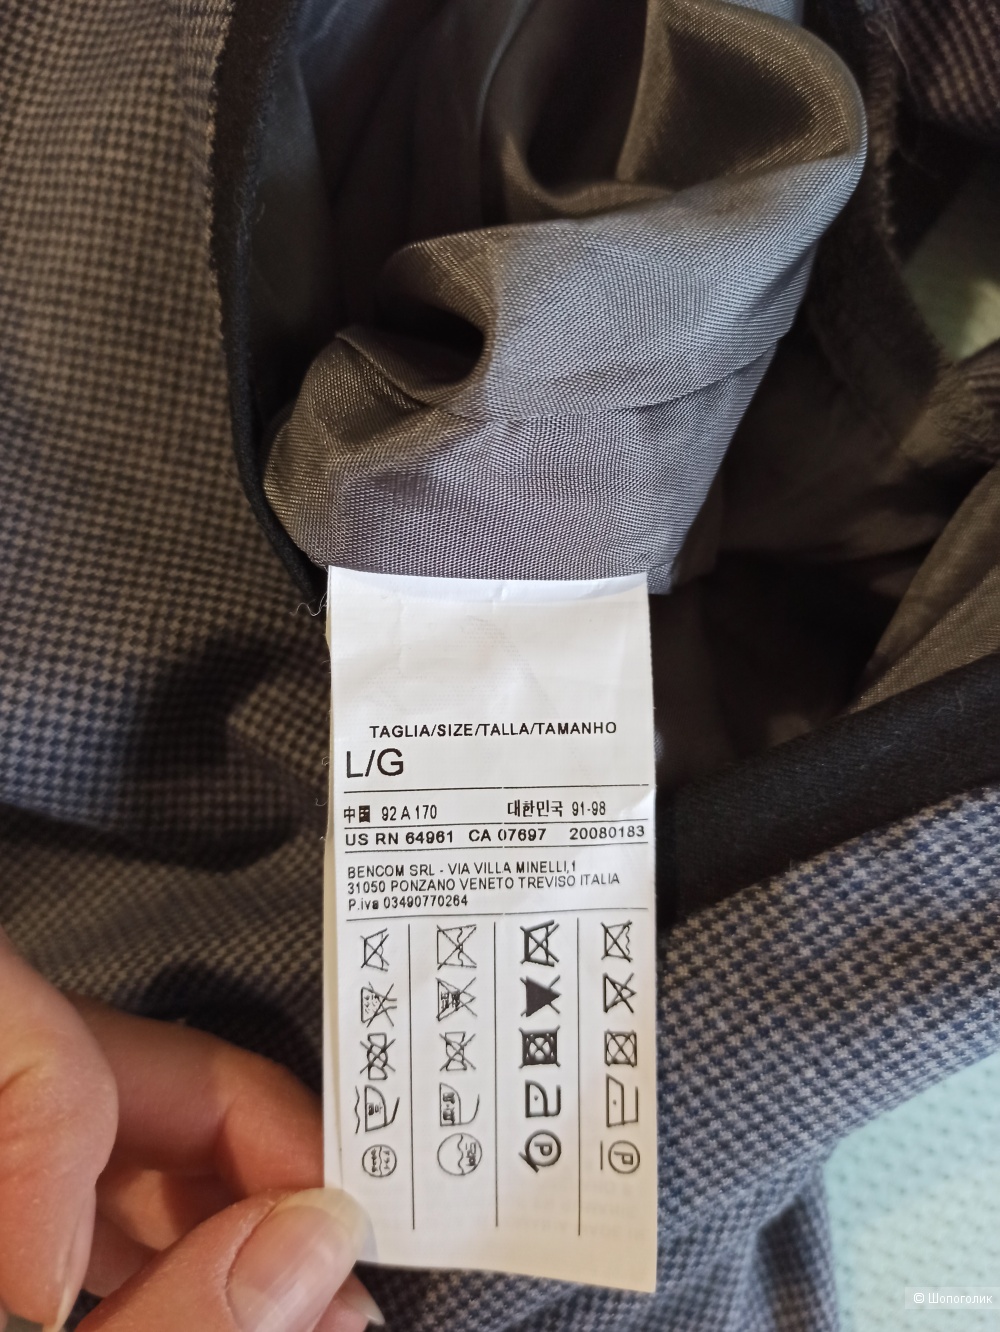 TAGLIA/SIZE/TALLA/TAMANHO
L/G
中国 92 A 170 대한민국 91-98
US RN 64961 CA 07697 20080183
BENCOM SRL - VIA VILLA MINELLI,1
31050 PONZANO VENETO TREVISO ITALIA
P.iva 03490770264
P
P
© Шопоголик